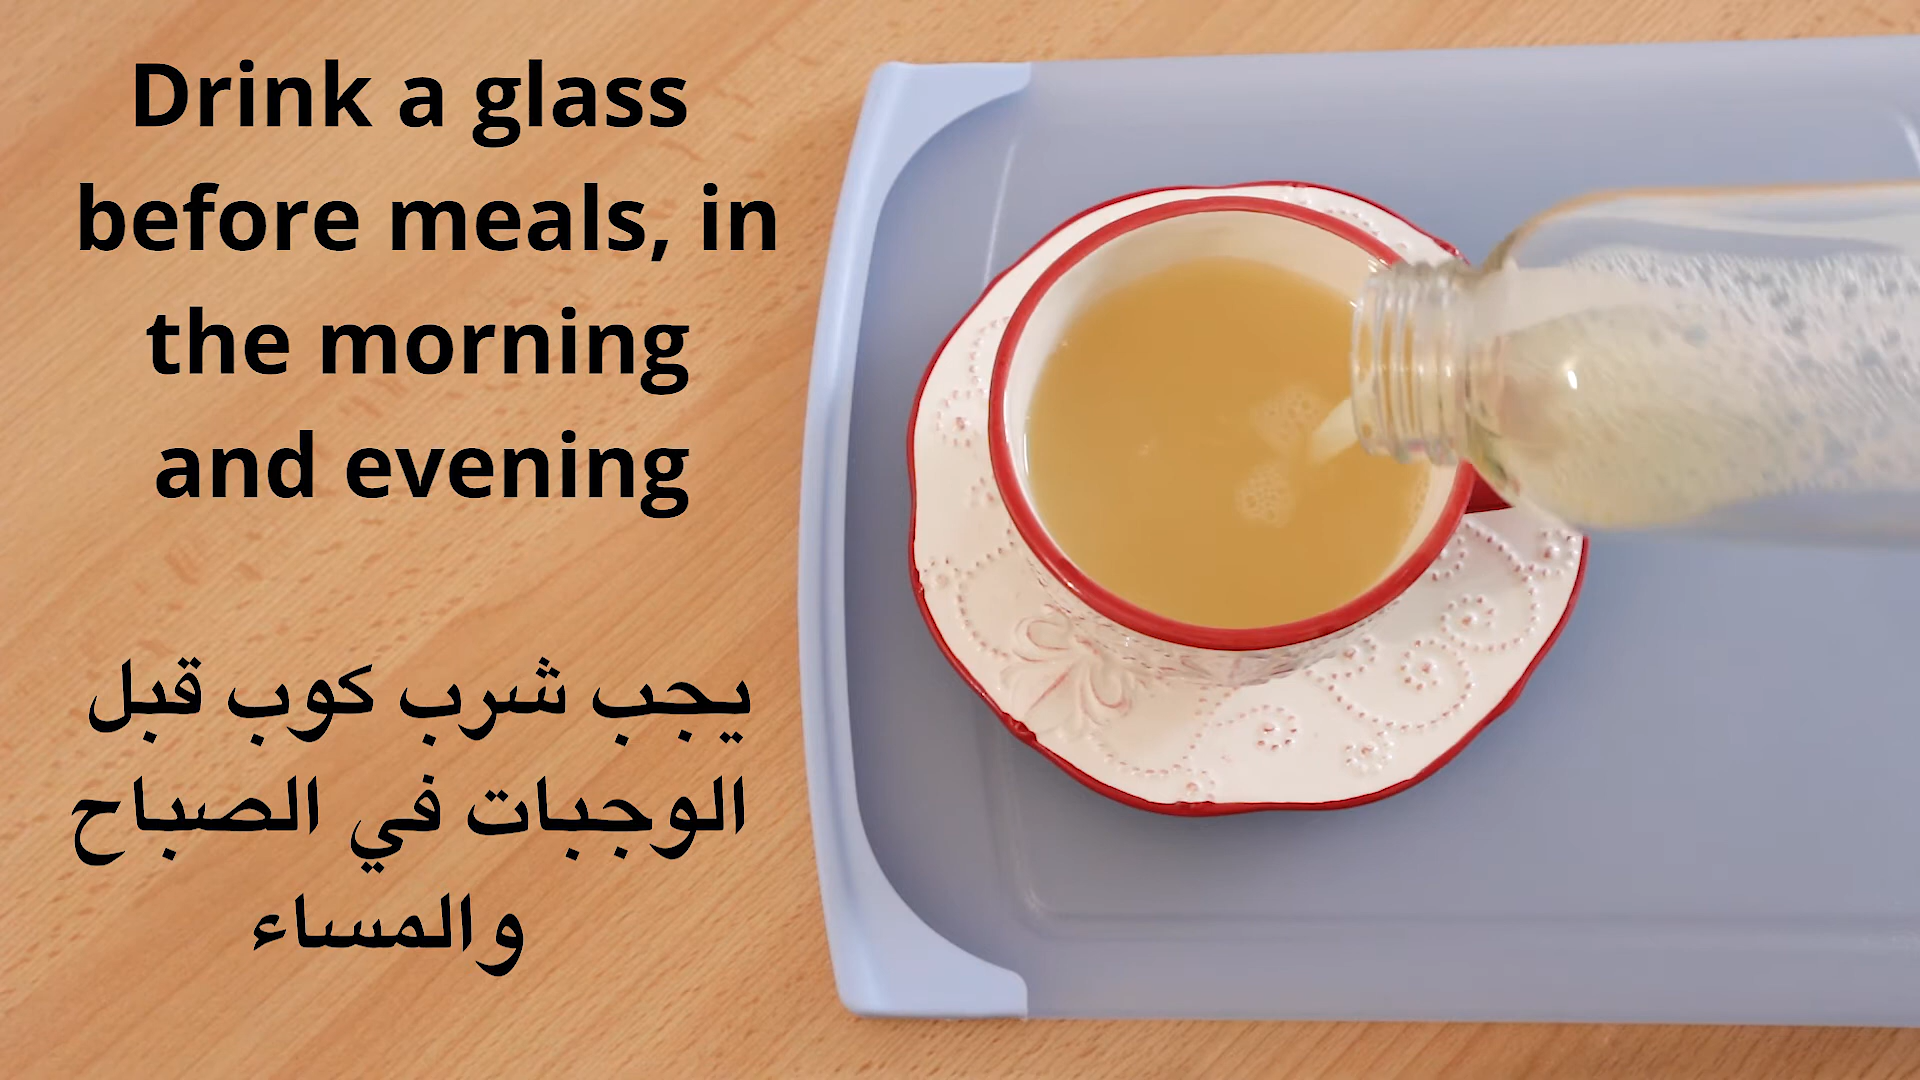 Drink a glass
before meals, in
the morning
and evening
يجب شرب كوب قبل
الوجبات في الصباح
والمساء